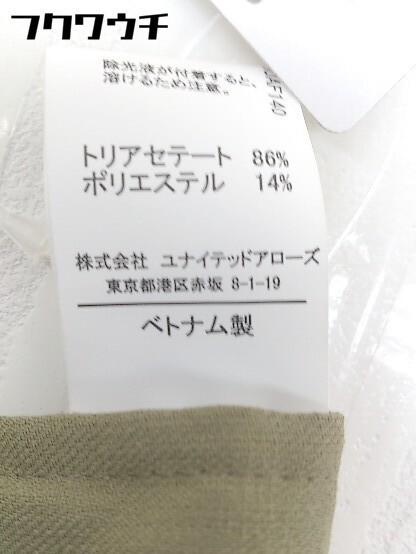 フクワウチ
除光液が付着すると、
溶けるため注意。
トリアセテート 86%
ポリエステル 14%
株式会社 ユナイテッドアローズ
東京都港区赤坂 8-1-19
ベトナム製